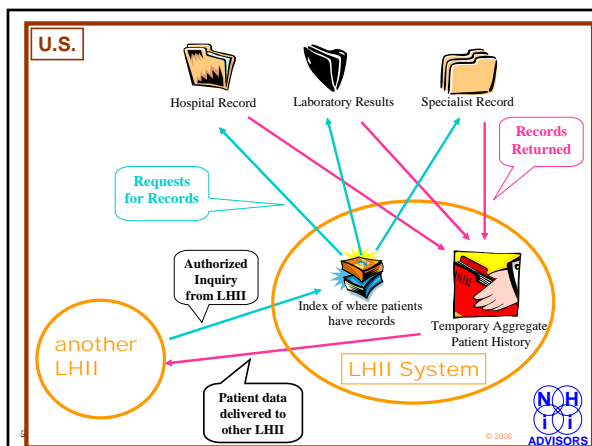 U.S.
Hospital Record
Laboratory Results
Specialist Record
Records
Returned
Requests
for Records
Authorized
Inquiry
from LHII
Index of where patients
have records
Temporary Aggregate
Patient History
another
LHII
LHII System
Patient data
delivered to
other LHII
© 2006
N H
i i
ADVISORS